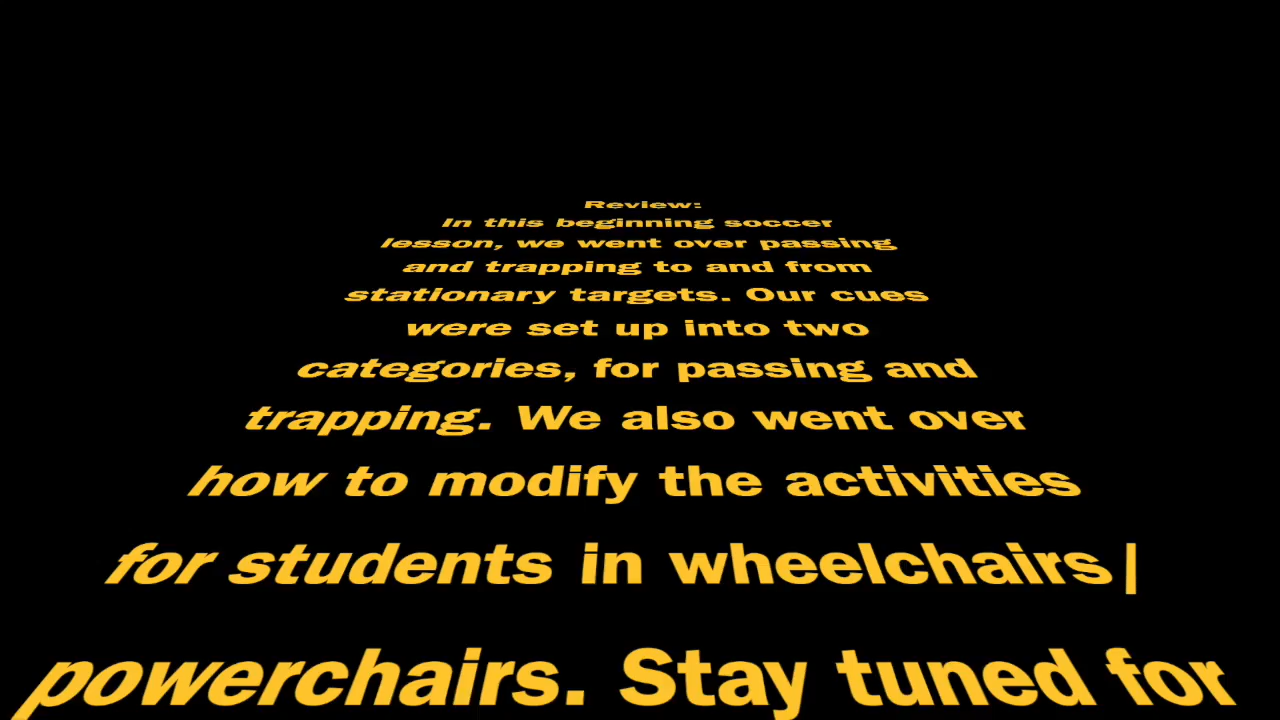 Review:
In this beginning soccer
lesson, we went over passing
and trapping to and from
stationary targets. Our cues
were set up into two
categories, for passing and
trapping. We also went over
how to modify the activities
for students in wheelchairs|
powerchairs. Stay tuned for